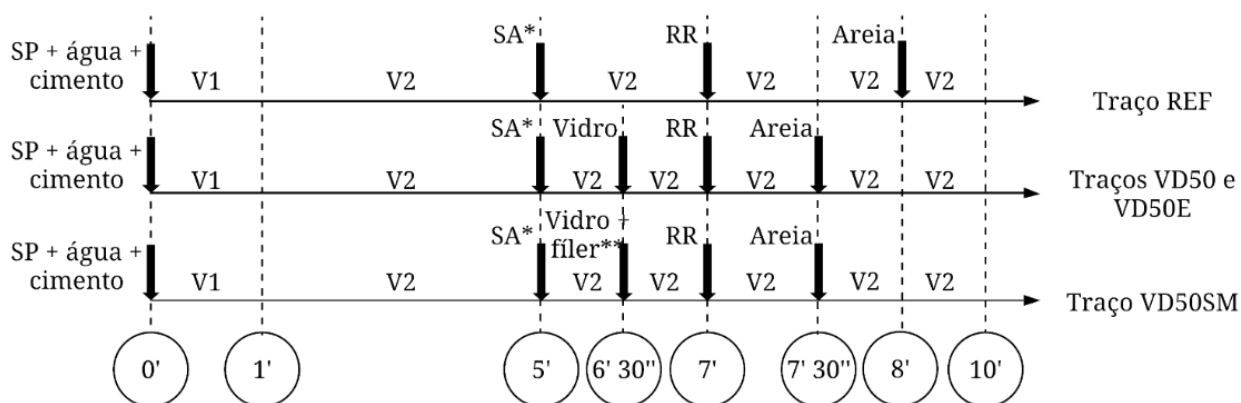 SP + água +
cimento
V1
V2
SA*
V2
RR
V2
Areia
V2
V2
Traço REF
SP + água +
cimento
V1
V2
SA*
V2
Vidro
V2
RR
V2
Areia
V2
V2
Traços VD50 e
VD50E
SP + água +
cimento
V1
V2
SA*
V2
Vidro +
fíler**
V2
RR
V2
Areia
V2
V2
Traço VD50SM
0'
1'
5'
6' 30''
7'
7' 30''
8'
10'